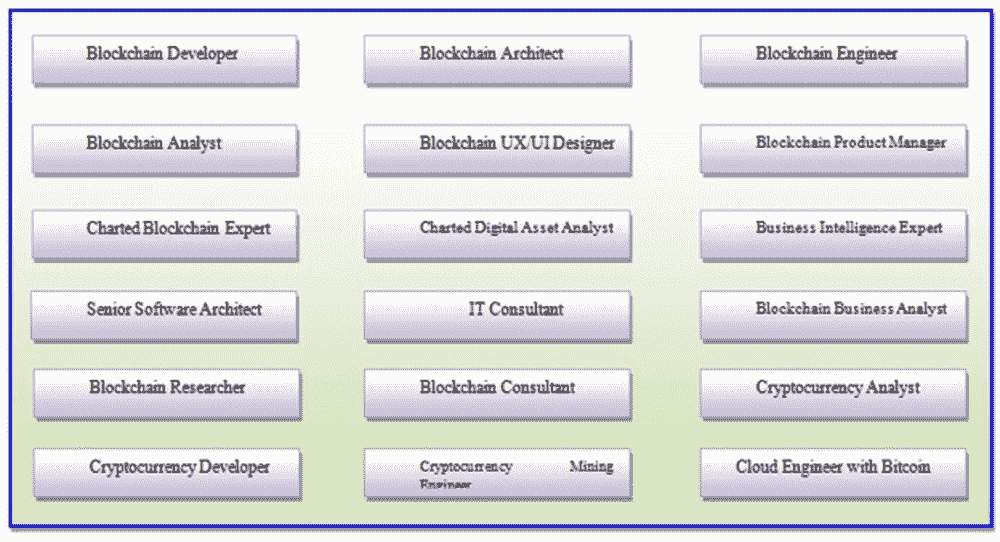 Blockchain Developer
Blockchain Architect
Blockchain Engineer
Blockchain Analyst
Blockchain UX/UI Designer
Blockchain Product Manager
Charted Blockchain Expert
Charted Digital Asset Analyst
Business Intelligence Expert
Senior Software Architect
IT Consultant
Blockchain Business Analyst
Blockchain Researcher
Blockchain Consultant
Cryptocurrency Analyst
Cryptocurrency Developer
Cryptocurrency Mining
Engineer
Cloud Engineer with Bitcoin